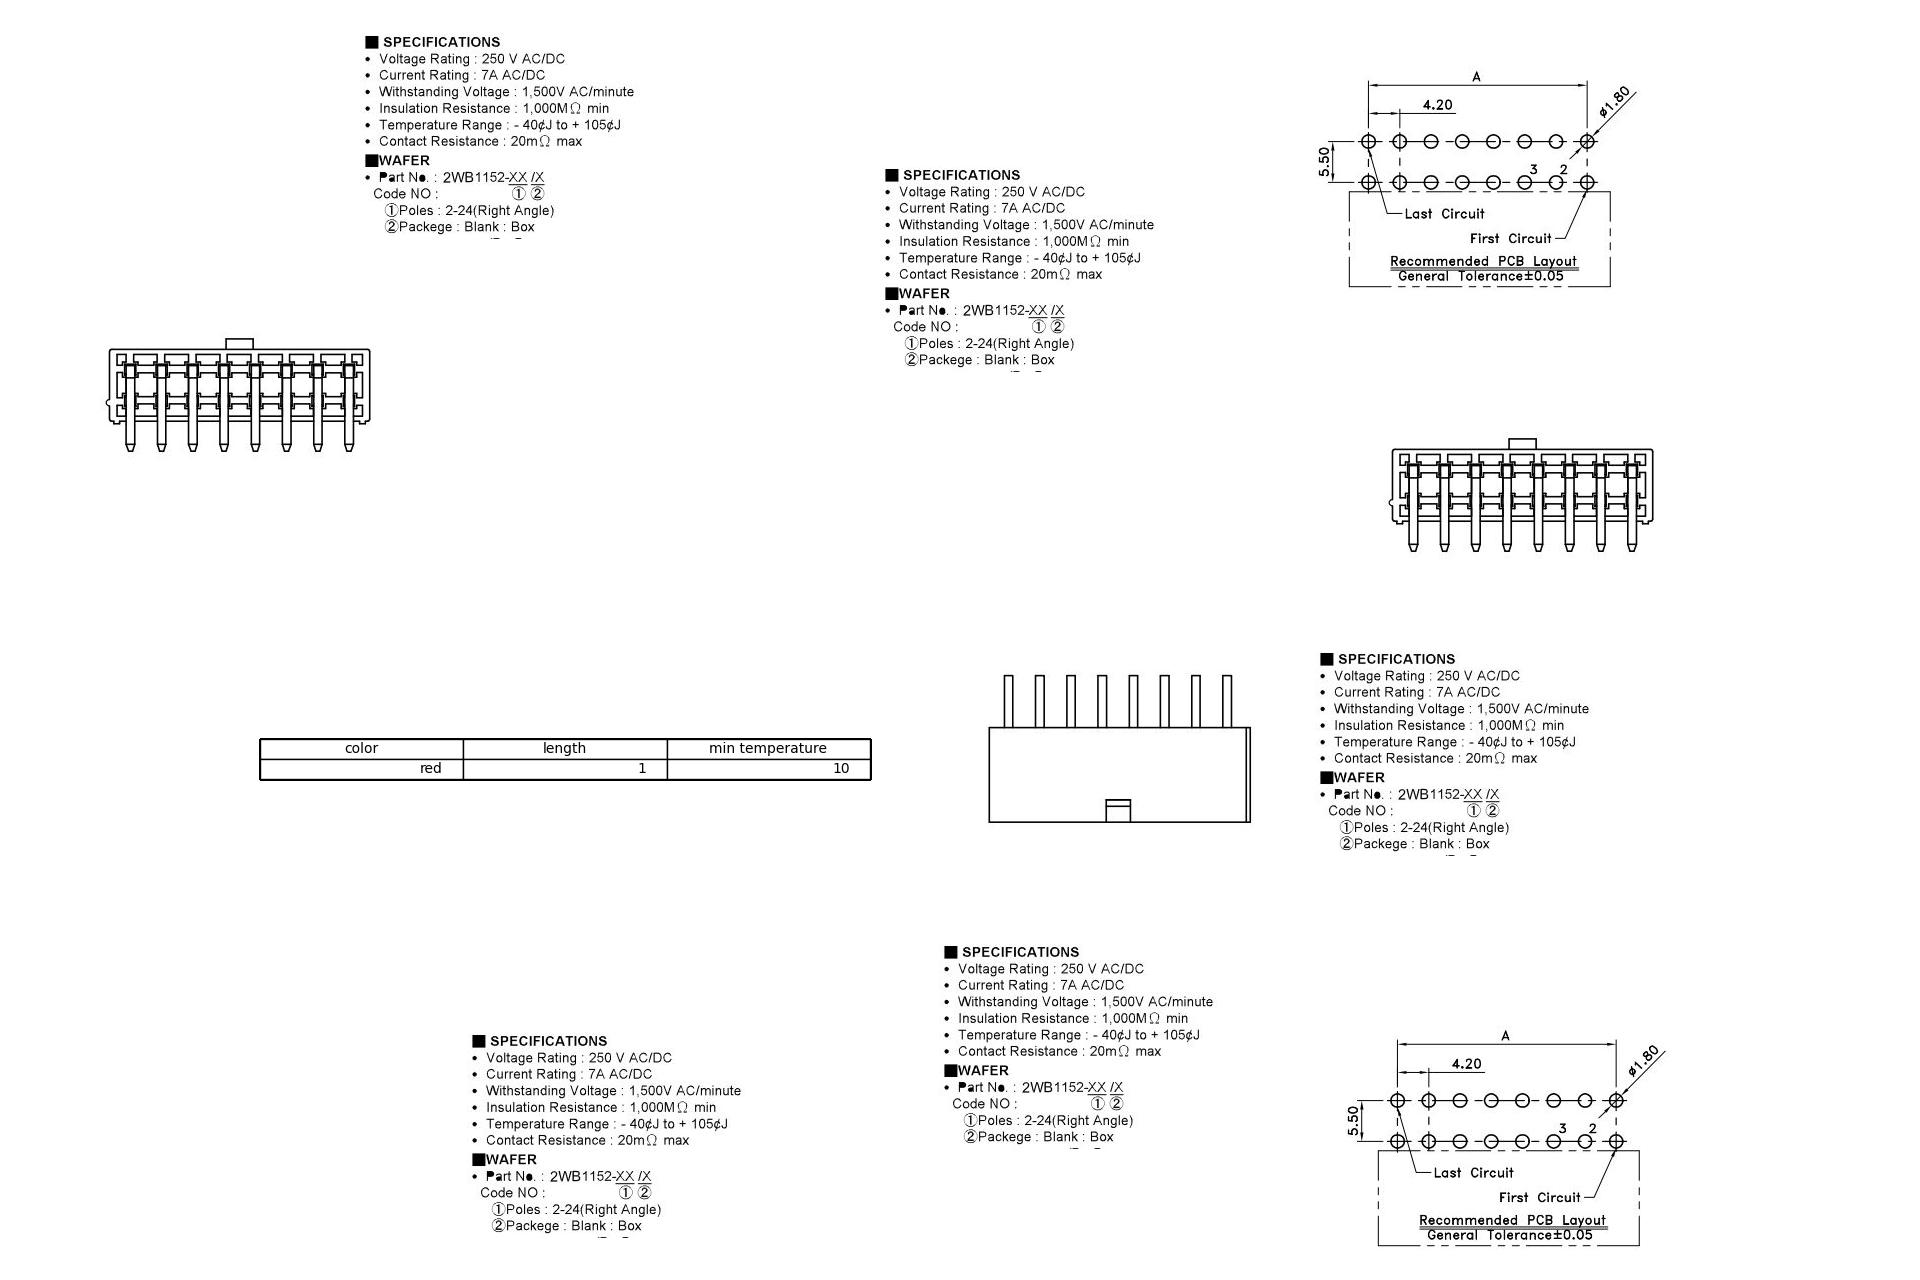 ■ SPECIFICATIONS
• Voltage Rating : 250 V AC/DC
• Current Rating : 7A AC/DC
• Withstanding Voltage : 1,500V AC/minute
• Insulation Resistance : 1,000MΩ min
• Temperature Range : - 40¢J to + 105¢J
• Contact Resistance : 20mΩ max
■WAFER
• Part No. : 2WB1152-XX /X
Code NO : ① ②
①Poles : 2-24(Right Angle)
②Packege : Blank : Box
■ SPECIFICATIONS
• Voltage Rating : 250 V AC/DC
• Current Rating : 7A AC/DC
• Withstanding Voltage : 1,500V AC/minute
• Insulation Resistance : 1,000MΩ min
• Temperature Range : - 40¢J to + 105¢J
• Contact Resistance : 20mΩ max
■WAFER
• Part No. : 2WB1152-XX /X
Code NO : ① ②
①Poles : 2-24(Right Angle)
②Packege : Blank : Box
A
4.20
ø1.80
5.50
3 2
Last Circuit
First Circuit
Recommended PCB Layout
General Tolerance±0.05
color length min temperature
red 1 10
■ SPECIFICATIONS
• Voltage Rating : 250 V AC/DC
• Current Rating : 7A AC/DC
• Withstanding Voltage : 1,500V AC/minute
• Insulation Resistance : 1,000MΩ min
• Temperature Range : - 40¢J to + 105¢J
• Contact Resistance : 20mΩ max
■WAFER
• Part No. : 2WB1152-XX /X
Code NO : ① ②
①Poles : 2-24(Right Angle)
②Packege : Blank : Box
■ SPECIFICATIONS
• Voltage Rating : 250 V AC/DC
• Current Rating : 7A AC/DC
• Withstanding Voltage : 1,500V AC/minute
• Insulation Resistance : 1,000MΩ min
• Temperature Range : - 40¢J to + 105¢J
• Contact Resistance : 20mΩ max
■WAFER
• Part No. : 2WB1152-XX /X
Code NO : ① ②
①Poles : 2-24(Right Angle)
②Packege : Blank : Box
■ SPECIFICATIONS
• Voltage Rating : 250 V AC/DC
• Current Rating : 7A AC/DC
• Withstanding Voltage : 1,500V AC/minute
• Insulation Resistance : 1,000MΩ min
• Temperature Range : - 40¢J to + 105¢J
• Contact Resistance : 20mΩ max
■WAFER
• Part No. : 2WB1152-XX /X
Code NO : ① ②
①Poles : 2-24(Right Angle)
②Packege : Blank : Box
A
4.20
ø1.80
5.50
3 2
Last Circuit
First Circuit
Recommended PCB Layout
General Tolerance±0.05